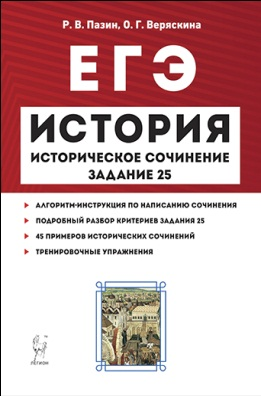 Р. В. Пазин, О. Г. Веряскина
ЕГЭ
ИСТОРИЯ
ИСТОРИЧЕСКОЕ СОЧИНЕНИЕ
ЗАДАНИЕ 25
АЛГОРИТМ-ИНСТРУКЦИЯ ПО НАПИСАНИЮ СОЧИНЕНИЯ
ПОДРОБНЫЙ РАЗБОР КРИТЕРИЕВ ЗАДАНИЯ 25
45 ПРИМЕРОВ ИСТОРИЧЕСКИХ СОЧИНЕНИЙ
ТРЕНИРОВОЧНЫЕ УПРАЖНЕНИЯ
ЛЕГИОН